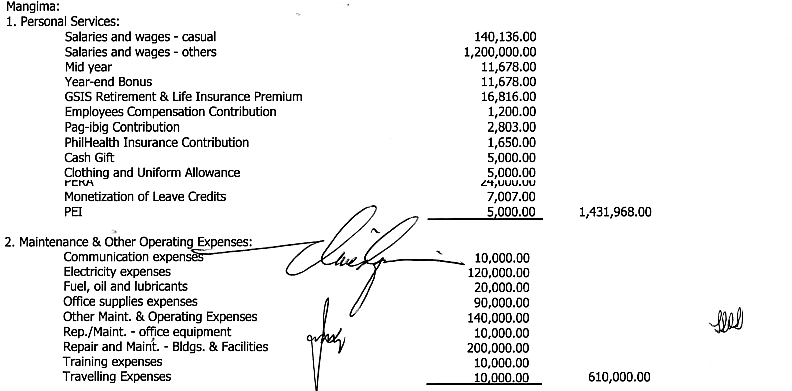 Mangima:
1. Personal Services:
Salaries and wages - casual 140,136.00
Salaries and wages - others 1,200,000.00
Mid year 11,678.00
Year-end Bonus 11,678.00
GSIS Retirement & Life Insurance Premium 16,816.00
Employees Compensation Contribution 1,200.00
Pag-ibig Contribution 2,803.00
PhilHealth Insurance Contribution 1,650.00
Cash Gift 5,000.00
Clothing and Uniform Allowance 5,000.00
PERA 24,000.00
Monetization of Leave Credits 7,007.00
PEI 5,000.00 1,431,968.00
2. Maintenance & Other Operating Expenses:
Communication expenses 10,000.00
Electricity expenses 120,000.00
Fuel, oil and lubricants 20,000.00
Office supplies expenses 90,000.00
Other Maint. & Operating Expenses 140,000.00
Rep./Maint. - office equipment 10,000.00
Repair and Maint. - Bldgs. & Facilities 200,000.00
Training expenses 10,000.00
Travelling Expenses 10,000.00 610,000.00